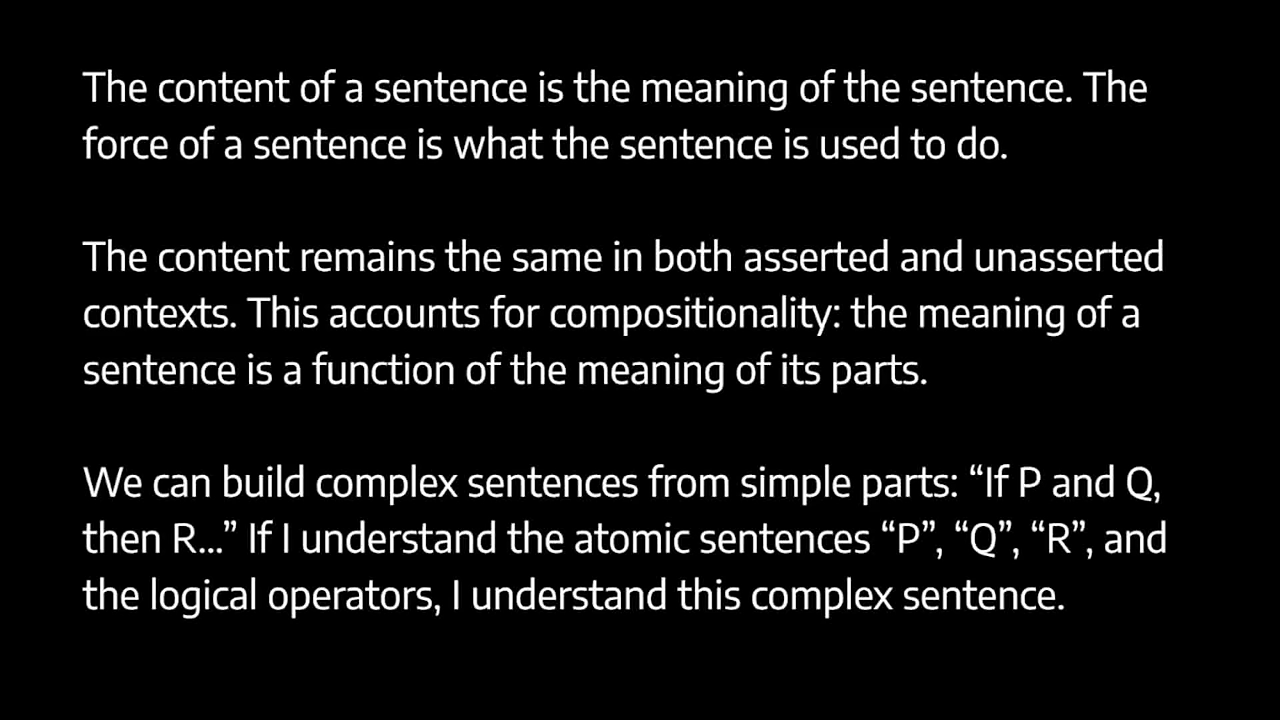 The content of a sentence is the meaning of the sentence. The
force of a sentence is what the sentence is used to do.
The content remains the same in both asserted and unasserted
contexts. This accounts for compositionality: the meaning of a
sentence is a function of the meaning of its parts.
We can build complex sentences from simple parts: “If P and Q,
then R...” If I understand the atomic sentences “P”, “Q”, “R”, and
the logical operators, I understand this complex sentence.